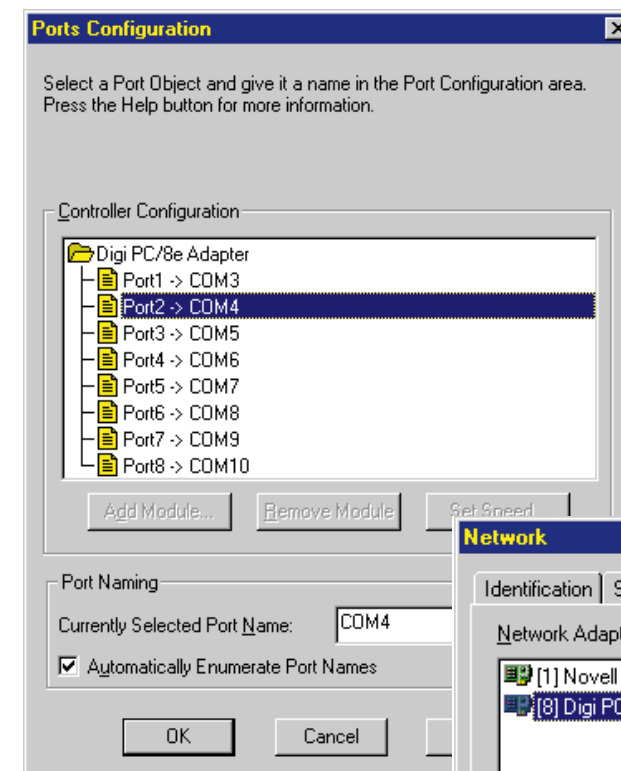 Ports Configuration
Select a Port Object and give it a name in the Port Configuration area.
Press the Help button for more information.
Controller Configuration
Digi PC/8e Adapter
Port1 -> COM3
Port2 -> COM4
Port3 -> COM5
Port4 -> COM6
Port5 -> COM7
Port6 -> COM8
Port7 -> COM9
Port8 -> COM10
Add Module... Remove Module Set Speed
Network
Identification
Network
[1] Novell
[8] Digi
Port Naming
Currently Selected Port Name: COM4
Automatically Enumerate Port Names
OK Cancel